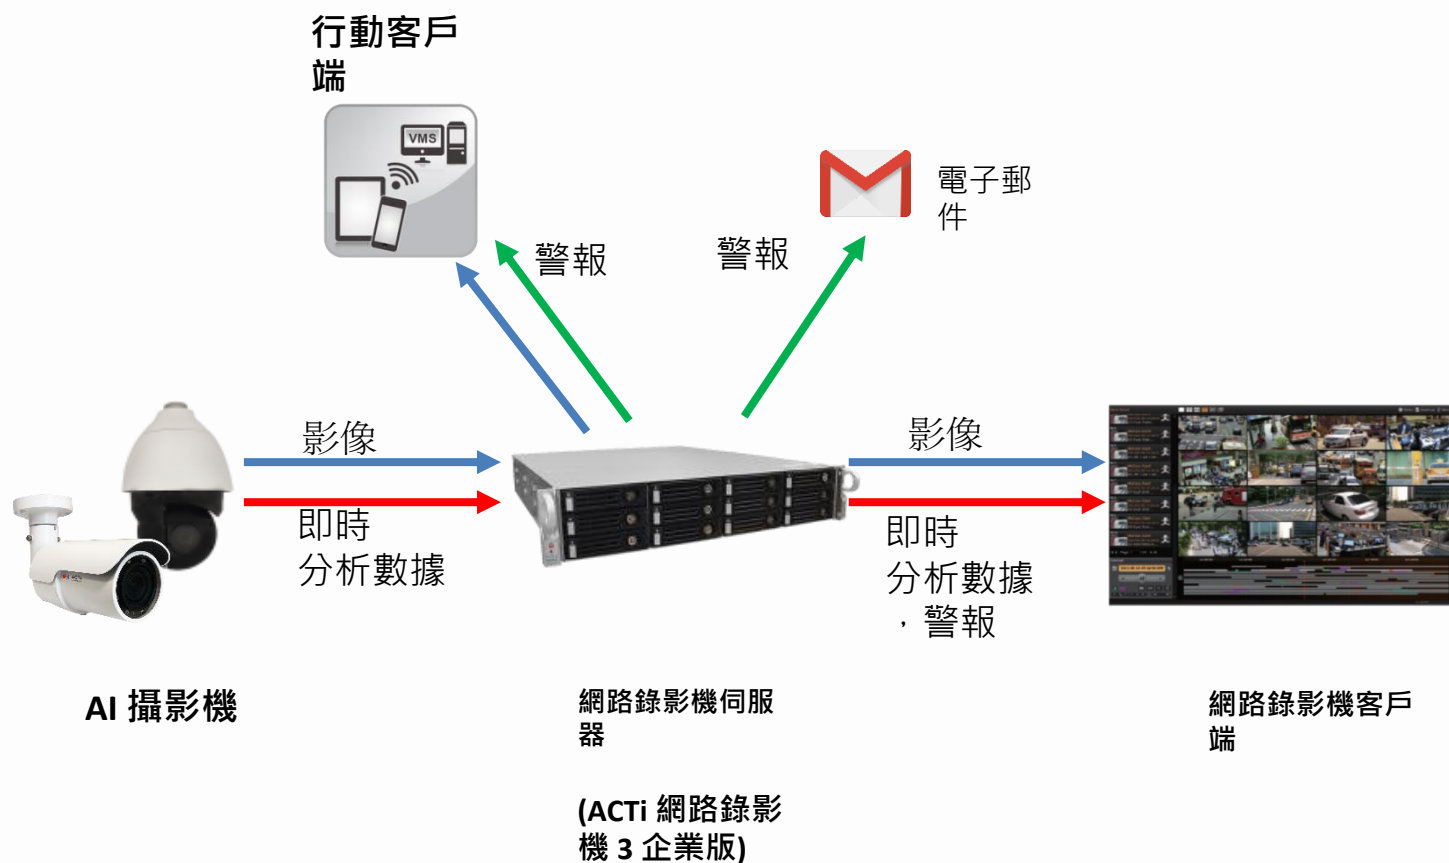 行動客戶
端
VMS
電子郵
件
警報
警報
影像
影像
即時
分析數據
即時
分析數據
，警報
AI 攝影機
網路錄影機伺服
器
(ACTi 網路錄影
機 3 企業版)
網路錄影機客戶
端